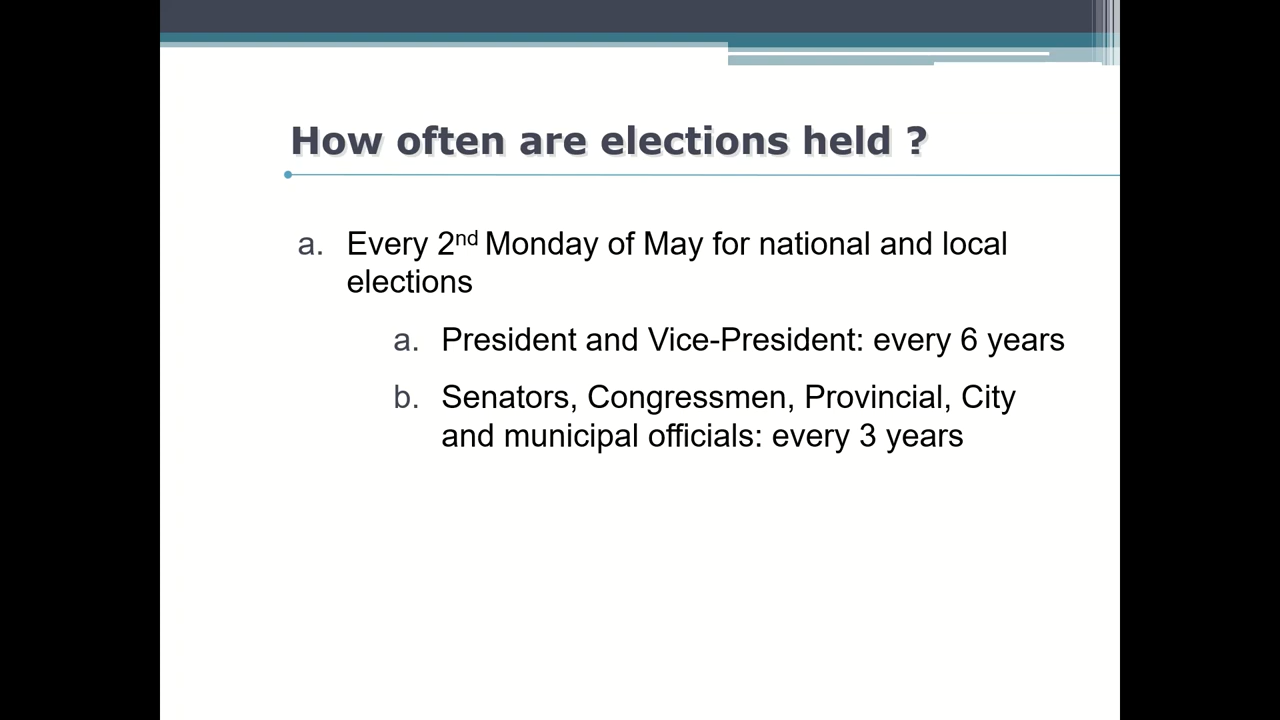 How often are elections held ?
a. Every 2nd Monday of May for national and local
elections
a. President and Vice-President: every 6 years
b. Senators, Congressmen, Provincial, City
and municipal officials: every 3 years